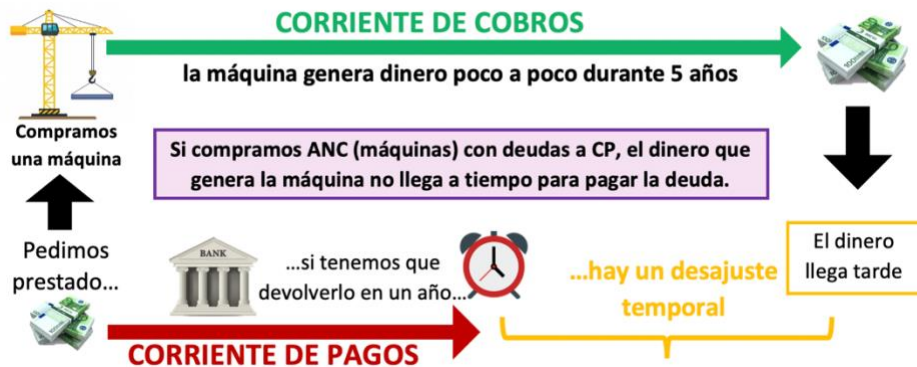 CORRIENTE DE COBROS
la máquina genera dinero poco a poco durante 5 años
Compramos
una máquina
Si compramos ANC (máquinas) con deudas a CP, el dinero que
genera la máquina no llega a tiempo para pagar la deuda.
Pedimos
prestado...
BANK
...si tenemos que
devolverlo en un año...
...hay un desajuste
temporal
El dinero
llega tarde
CORRIENTE DE PAGOS